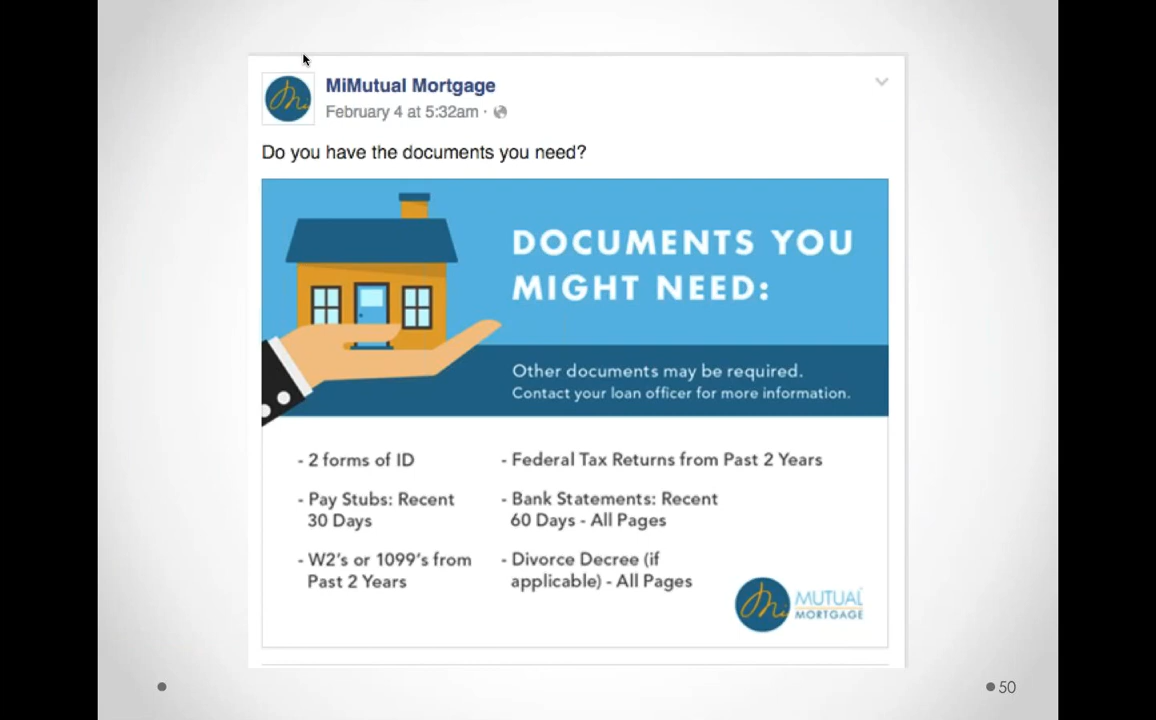 MiMutual Mortgage
February 4 at 5:32am ·
Do you have the documents you need?
DOCUMENTS YOU
MIGHT NEED:
Other documents may be required.
Contact your loan officer for more information.
- 2 forms of ID
- Pay Stubs: Recent
30 Days
- W2's or 1099's from
Past 2 Years
- Federal Tax Returns from Past 2 Years
- Bank Statements: Recent
60 Days - All Pages
- Divorce Decree (if
applicable) - All Pages
Mi MUTUAL
MORTGAGE
50